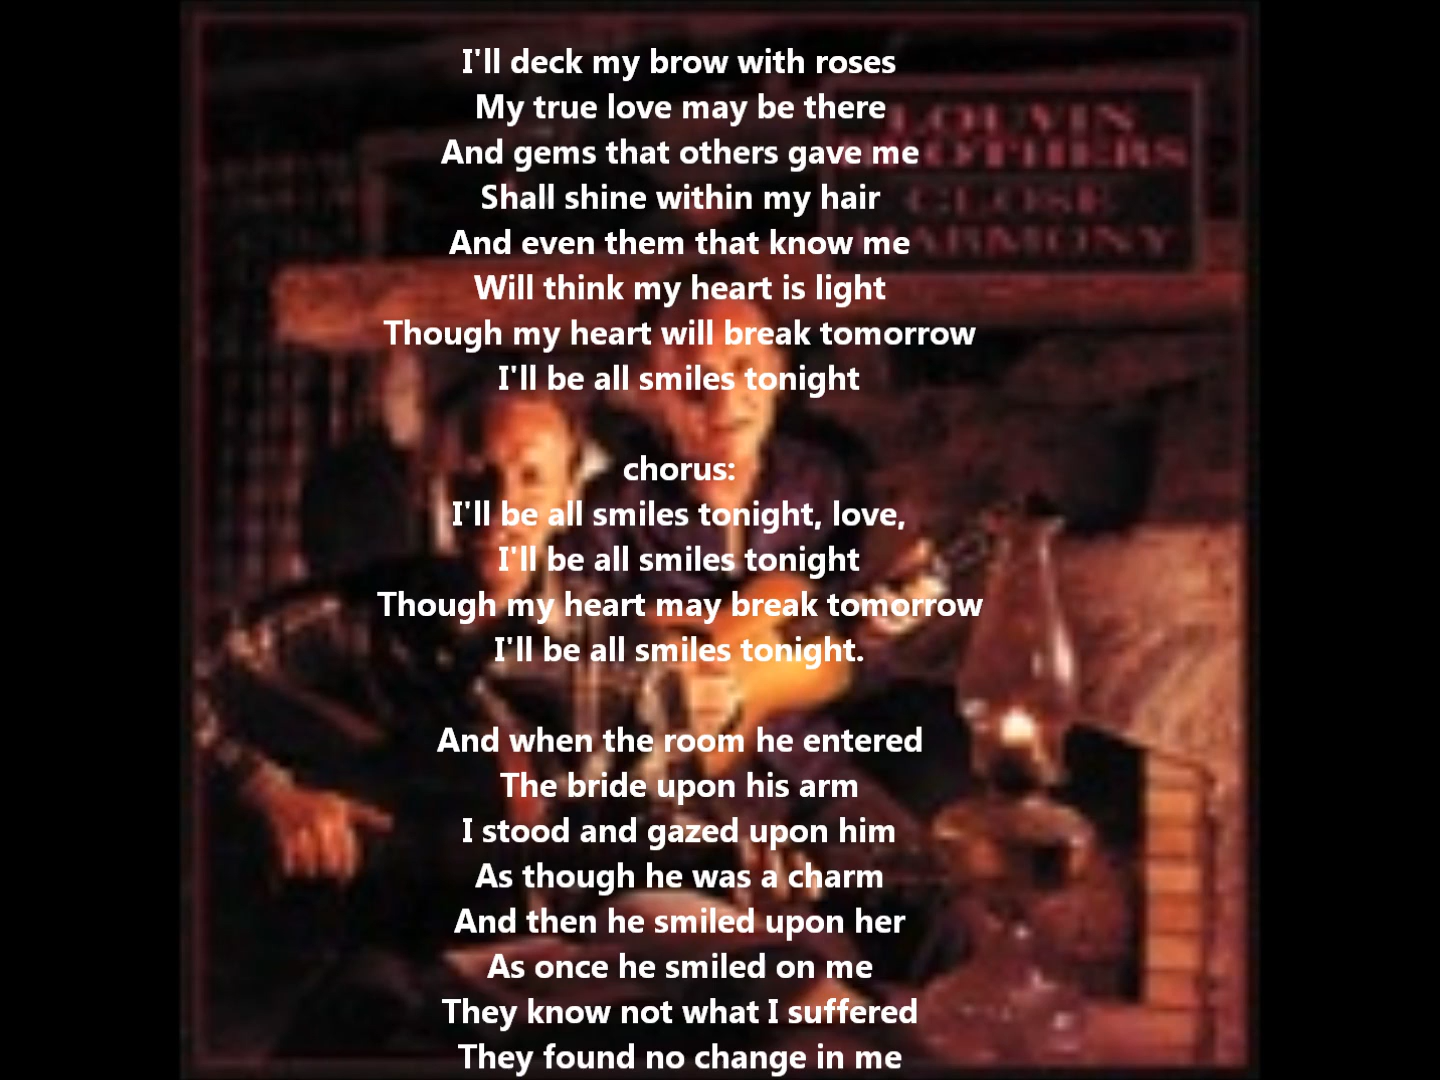 I'll deck my brow with roses
My true love may be there
And gems that others gave me
Shall shine within my hair
And even them that know me
Will think my heart is light
Though my heart will break tomorrow
I'll be all smiles tonight
chorus:
I'll be all smiles tonight, love,
I'll be all smiles tonight
Though my heart may break tomorrow
I'll be all smiles tonight.
And when the room he entered
The bride upon his arm
I stood and gazed upon him
As though he was a charm
And then he smiled upon her
As once he smiled on me
They know not what I suffered
They found no change in me
LOUVIN
BROTHERS
CLOSE
HARMONY